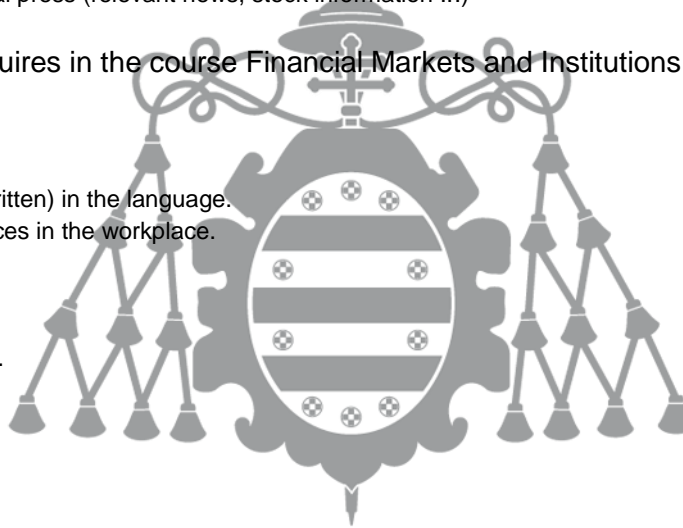 al press (relevant news, stock information ...)
uires in the course Financial Markets and Institutions
ritten) in the language.
ces in the workplace.
.